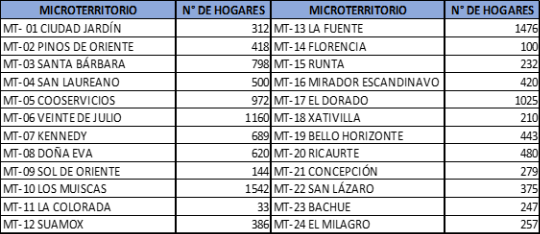 MICROTERRITORIO N° DE HOGARES MICROTERRITORIO N° DE HOGARES
MT- 01 CIUDAD JARDÍN 312 MT-13 LA FUENTE 1476
MT-02 PINOS DE ORIENTE 418 MT-14 FLORENCIA 100
MT-03 SANTA BÁRBARA 798 MT-15 RUNTA 232
MT-04 SAN LAUREANO 500 MT-16 MIRADOR ESCANDINAVO 420
MT-05 COOSERVICIOS 972 MT-17 EL DORADO 1025
MT-06 VEINTE DE JULIO 1160 MT-18 XATIVILLA 210
MT-07 KENNEDY 689 MT-19 BELLO HORIZONTE 443
MT-08 DOÑA EVA 620 MT-20 RICAURTE 480
MT-09 SOL DE ORIENTE 144 MT-21 CONCEPCIÓN 279
MT-10 LOS MUISCAS 1542 MT-22 SAN LÁZARO 375
MT-11 LA COLORADA 33 MT-23 BACHUE 247
MT-12 SUAMOX 386 MT-24 EL MILAGRO 257